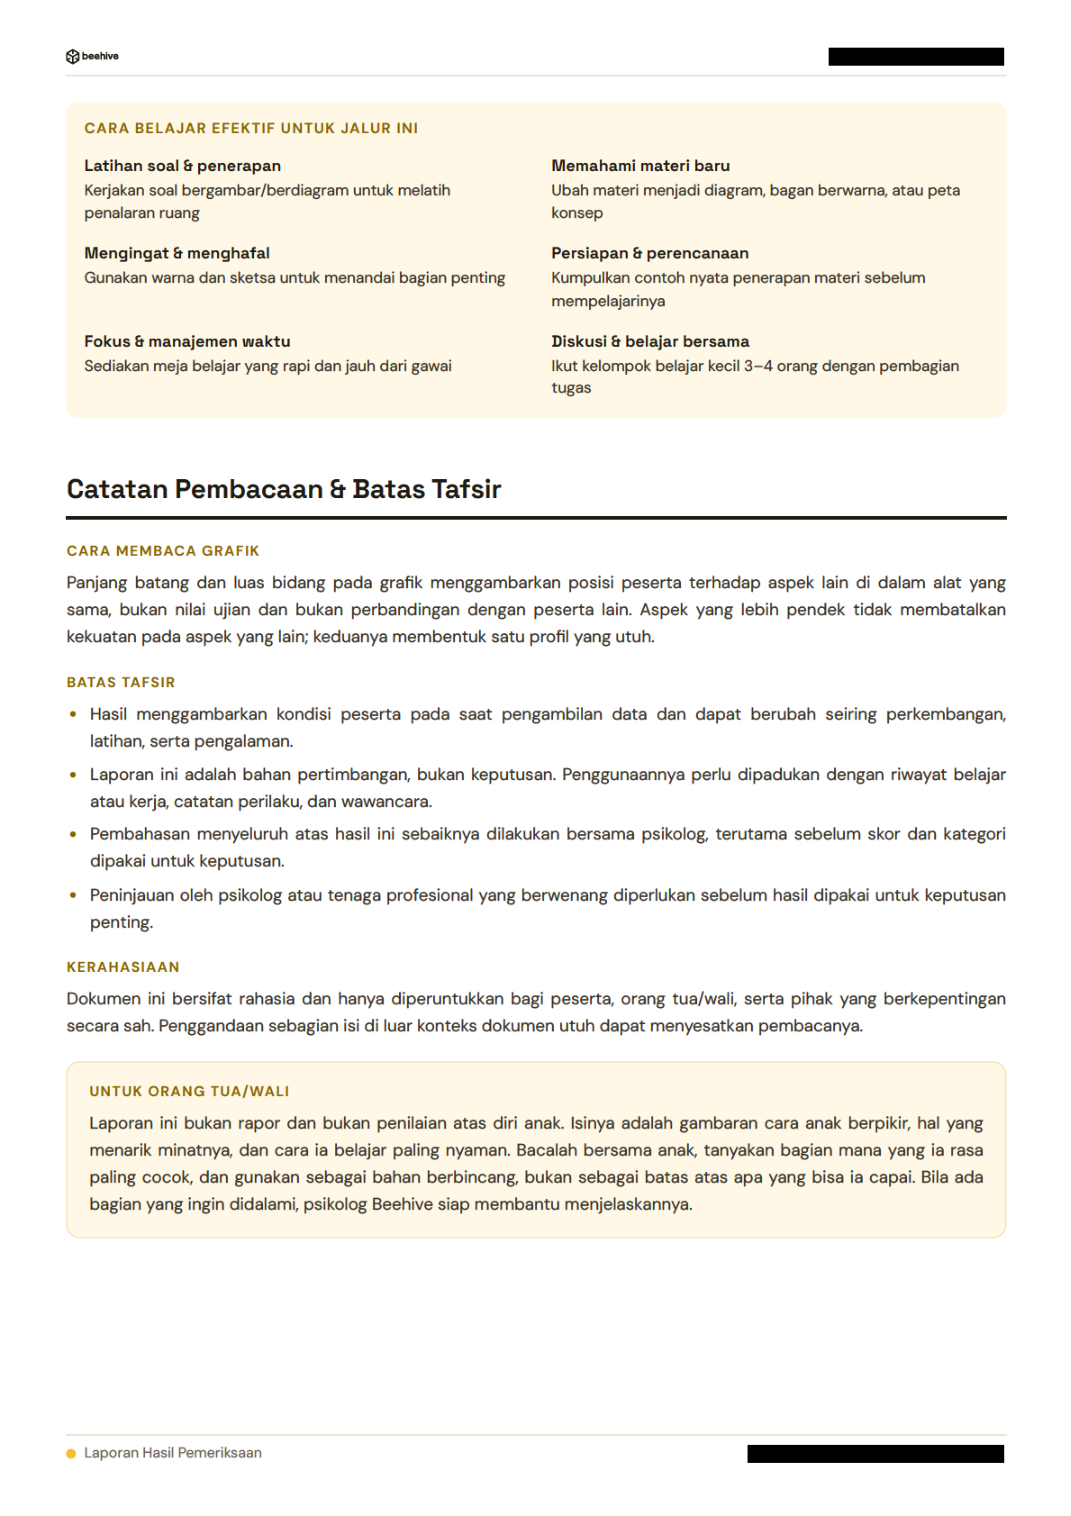 beehive
CARA BELAJAR EFEKTIF UNTUK JALUR INI
Latihan soal & penerapan
Kerjakan soal bergambar/berdiagram untuk melatih
penalaran ruang
Memahami materi baru
Ubah materi menjadi diagram, bagan berwarna, atau peta
konsep
Mengingat & menghafal
Gunakan warna dan sketsa untuk menandai bagian penting
Persiapan & perencanaan
Kumpulkan contoh nyata penerapan materi sebelum
mempelajarinya
Fokus & manajemen waktu
Sediakan meja belajar yang rapi dan jauh dari gawai
Diskusi & belajar bersama
Ikut kelompok belajar kecil 3–4 orang dengan pembagian
tugas
Catatan Pembacaan & Batas Tafsir
CARA MEMBACA GRAFIK
Panjang batang dan luas bidang pada grafik menggambarkan posisi peserta terhadap aspek lain di dalam alat yang
sama, bukan nilai ujian dan bukan perbandingan dengan peserta lain. Aspek yang lebih pendek tidak membatalkan
kekuatan pada aspek yang lain; keduanya membentuk satu profil yang utuh.
BATAS TAFSIR
• Hasil menggambarkan kondisi peserta pada saat pengambilan data dan dapat berubah seiring perkembangan,
latihan, serta pengalaman.
• Laporan ini adalah bahan pertimbangan, bukan keputusan. Penggunaannya perlu dipadukan dengan riwayat belajar
atau kerja, catatan perilaku, dan wawancara.
• Pembahasan menyeluruh atas hasil ini sebaiknya dilakukan bersama psikolog, terutama sebelum skor dan kategori
dipakai untuk keputusan.
• Peninjauan oleh psikolog atau tenaga profesional yang berwenang diperlukan sebelum hasil dipakai untuk keputusan
penting.
KERAHASIAAN
Dokumen ini bersifat rahasia dan hanya diperuntukkan bagi peserta, orang tua/wali, serta pihak yang berkepentingan
secara sah. Penggandaan sebagian isi di luar konteks dokumen utuh dapat menyesatkan pembacanya.
UNTUK ORANG TUA/WALI
Laporan ini bukan rapor dan bukan penilaian atas diri anak. Isinya adalah gambaran cara anak berpikir, hal yang
menarik minatnya, dan cara ia belajar paling nyaman. Bacalah bersama anak, tanyakan bagian mana yang ia rasa
paling cocok, dan gunakan sebagai bahan berbincang, bukan sebagai batas atas apa yang bisa ia capai. Bila ada
bagian yang ingin didalami, psikolog Beehive siap membantu menjelaskannya.
Laporan Hasil Pemeriksaan